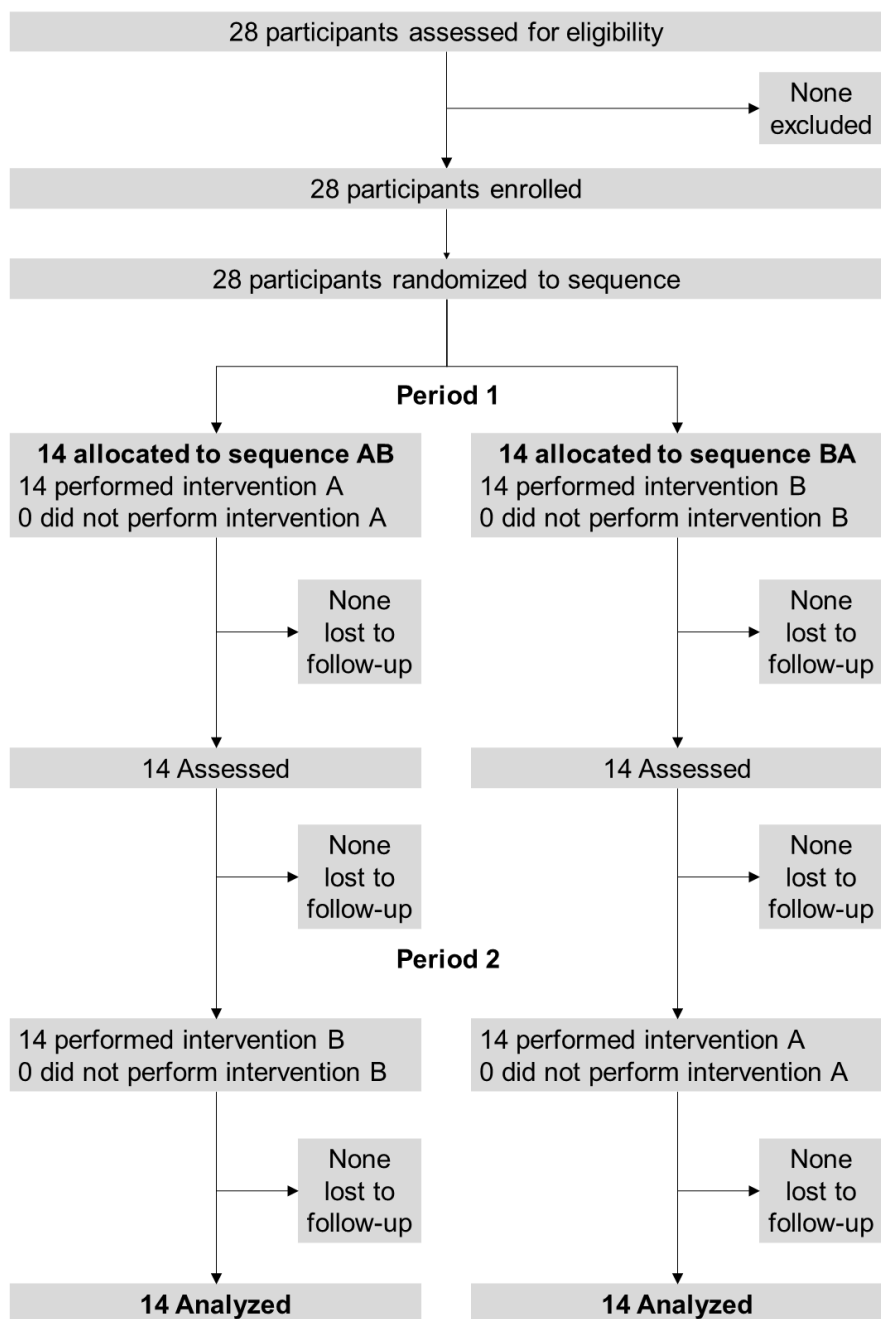 28 participants assessed for eligibility
None
excluded
28 participants enrolled
28 participants randomized to sequence
Period 1
14 allocated to sequence AB
14 performed intervention A
0 did not perform intervention A
14 allocated to sequence BA
14 performed intervention B
0 did not perform intervention B
None
lost to
follow-up
None
lost to
follow-up
14 Assessed
14 Assessed
None
lost to
follow-up
None
lost to
follow-up
Period 2
14 performed intervention B
0 did not perform intervention B
14 performed intervention A
0 did not perform intervention A
None
lost to
follow-up
None
lost to
follow-up
14 Analyzed
14 Analyzed